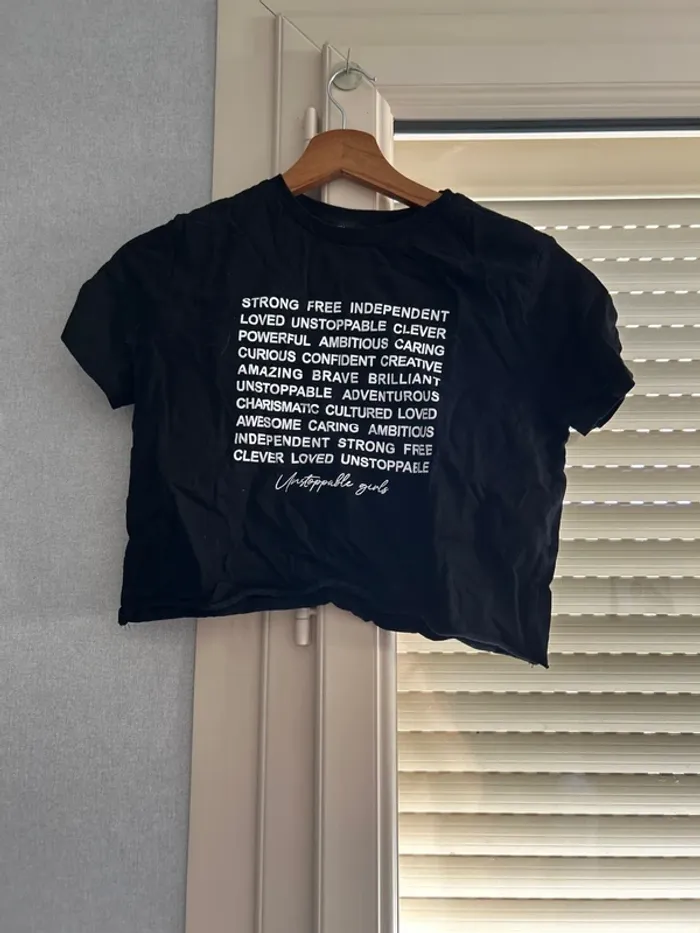 STRONG FREE INDEPENDENT
LOVED UNSTOPPABLE CLEVER
POWERFUL AMBITIOUS CARING
CURIOUS CONFIDENT CREATIVE
AMAZING BRAVE BRILLIANT
UNSTOPPABLE ADVENTUROUS
CHARISMATIC CULTURED LOVED
AWESOME CARING AMBITIOUS
INDEPENDENT STRONG FREE
CLEVER LOVED UNSTOPPABLE
Unstoppable girls